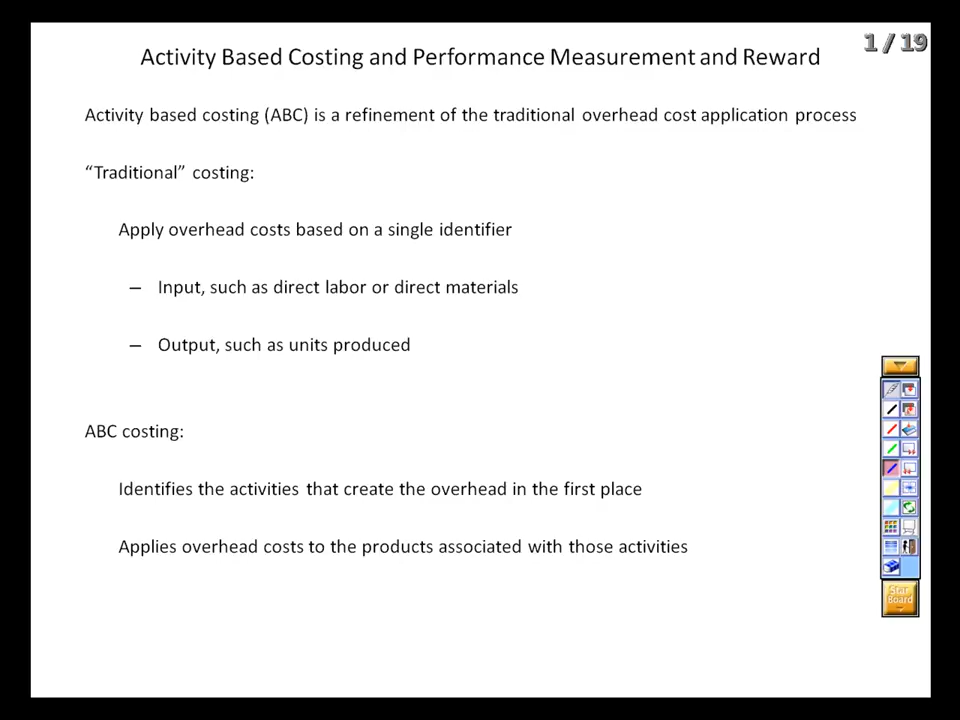 Activity Based Costing and Performance Measurement and Reward
1 / 19
Activity based costing (ABC) is a refinement of the traditional overhead cost application process
“Traditional” costing:
Apply overhead costs based on a single identifier
– Input, such as direct labor or direct materials
– Output, such as units produced
ABC costing:
Identifies the activities that create the overhead in the first place
Applies overhead costs to the products associated with those activities
Star
Board